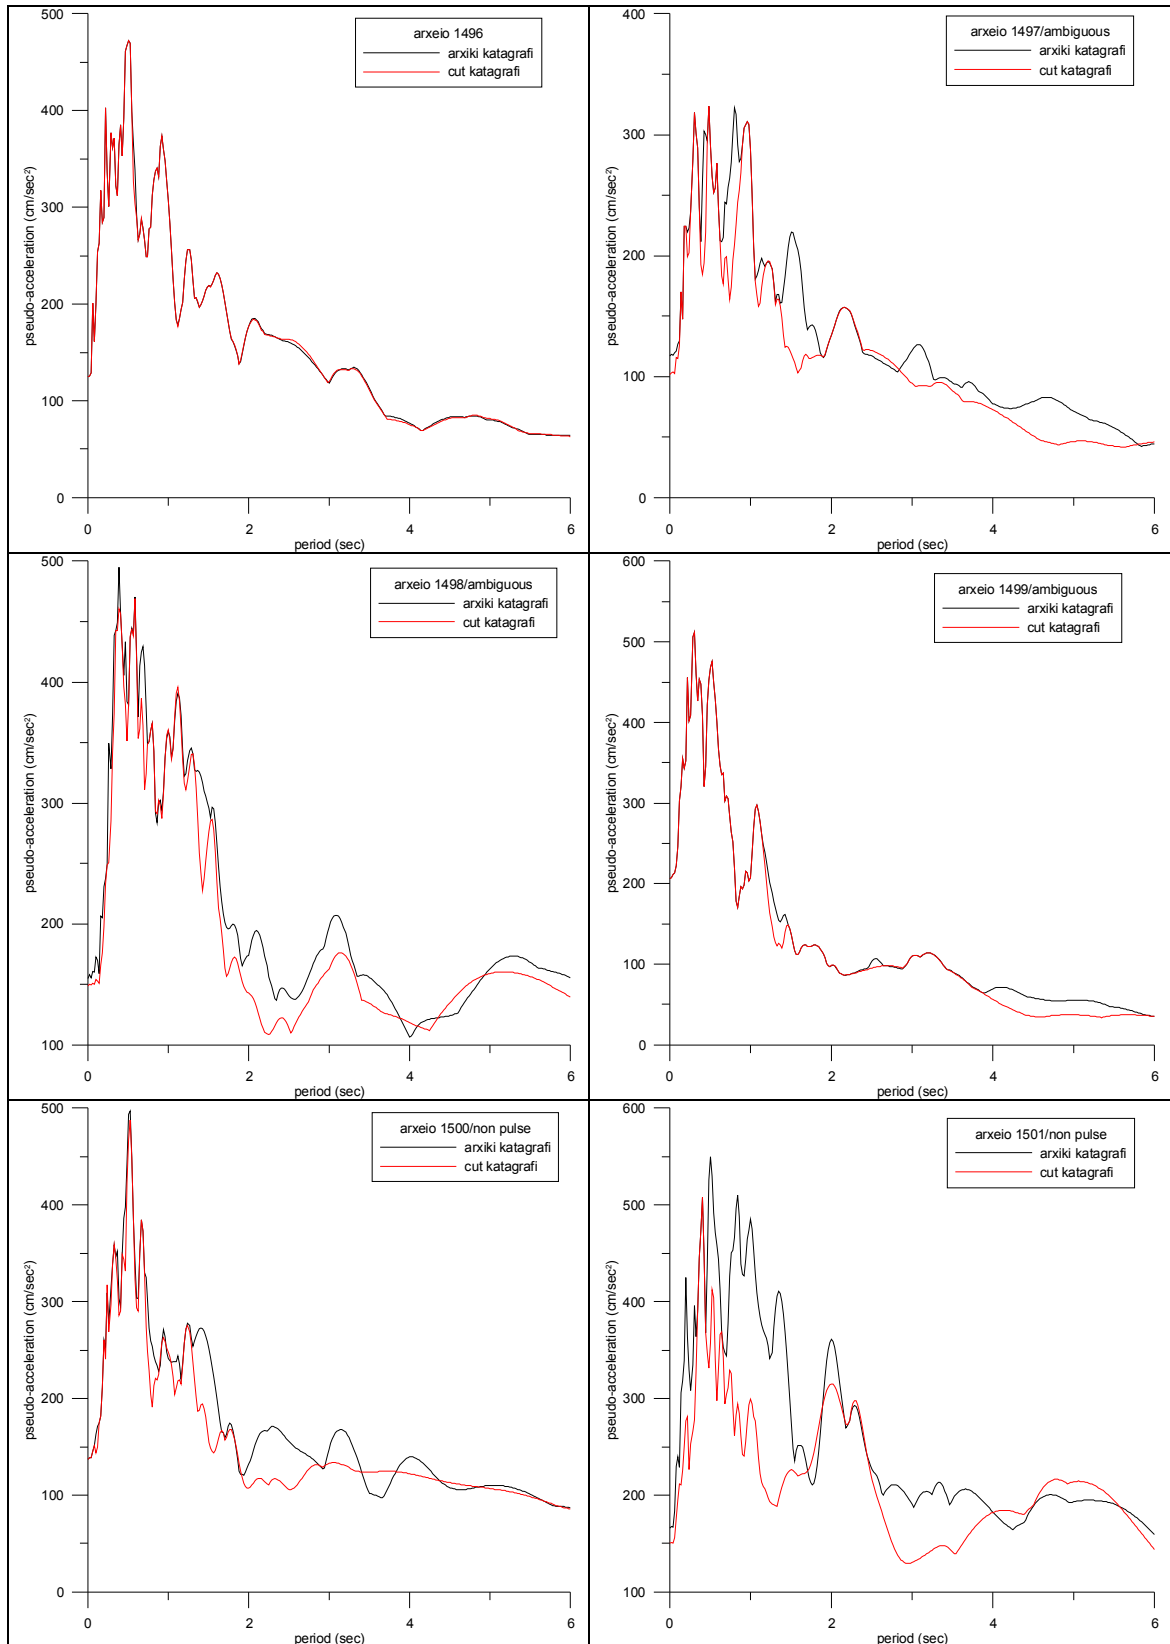 arxeio 1496
arxiki katagrafi
cut katagrafi
500
400
300
200
100
0
pseudo-acceleration (cm/sec²)
0 2 4 6
period (sec)
arxeio 1497/ambiguous
arxiki katagrafi
cut katagrafi
400
300
200
100
0
pseudo-acceleration (cm/sec²)
0 2 4 6
period (sec)
arxeio 1498/ambiguous
arxiki katagrafi
cut katagrafi
500
400
300
200
100
pseudo-acceleration (cm/sec²)
0 2 4 6
period (sec)
arxeio 1499/ambiguous
arxiki katagrafi
cut katagrafi
600
500
400
300
200
100
0
pseudo-acceleration (cm/sec²)
0 2 4 6
period (sec)
arxeio 1500/non pulse
arxiki katagrafi
cut katagrafi
500
400
300
200
100
0
pseudo-acceleration (cm/sec²)
0 2 4 6
period (sec)
arxeio 1501/non pulse
arxiki katagrafi
cut katagrafi
600
500
400
300
200
100
pseudo-acceleration (cm/sec²)
0 2 4 6
period (sec)